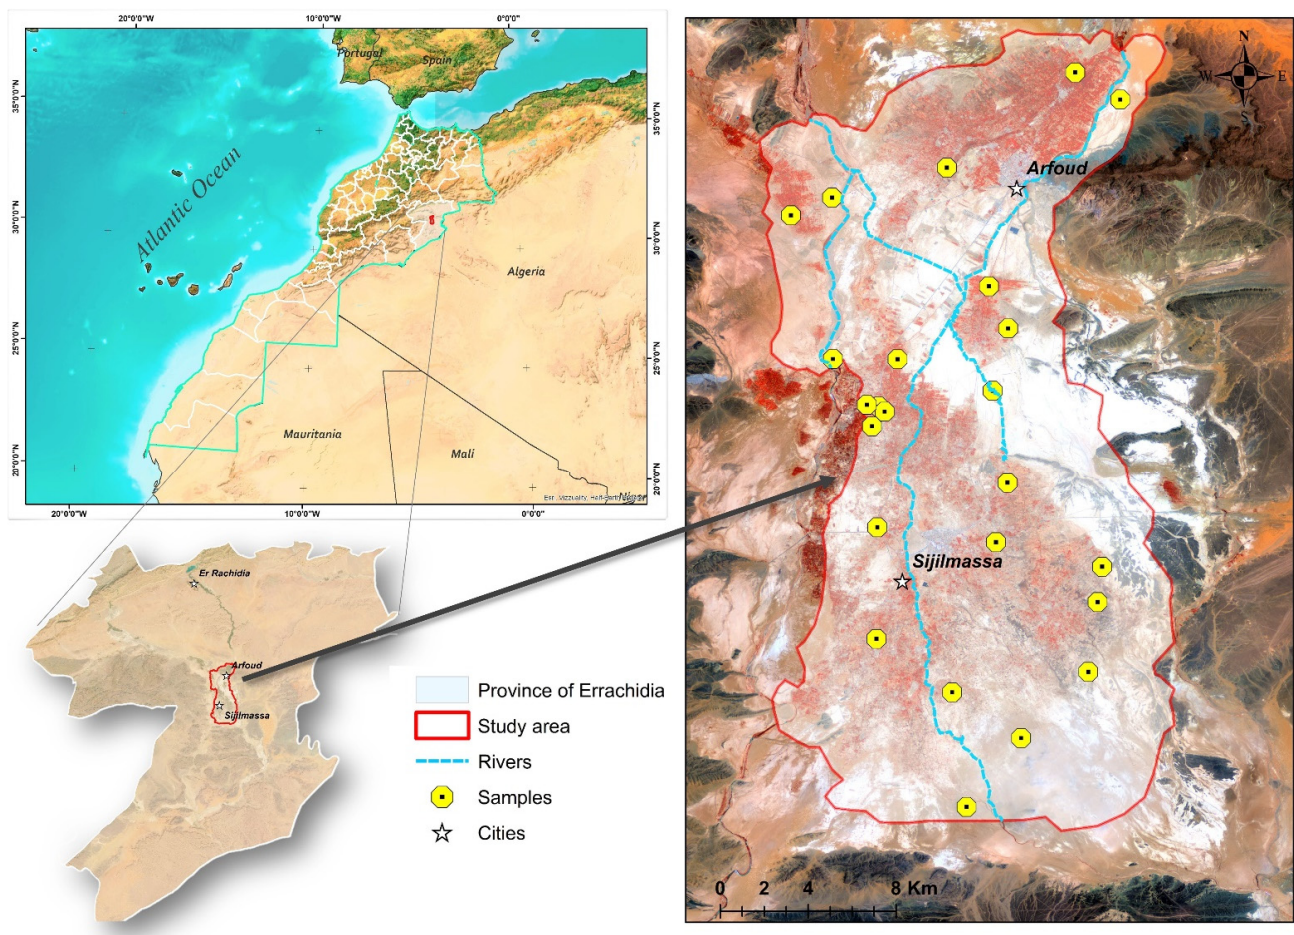 20°0'0"W
10°0'0"W
0°0'0"
35°0'0"N
30°0'0"N
25°0'0"N
20°0'0"N
35°0'0"N
30°0'0"N
25°0'0"N
20°0'0"N
Portugal
Spain
Atlantic Ocean
Algeria
Mauritania
Mali
20°0'0"W
10°0'0"W
0°0'0"
Er Rachidia
Arfoud
Sijilmassa
Province of Errachidia
Study area
Rivers
Samples
Cities
N
W
E
S
Arfoud
Sijilmassa
0 2 4 8 Km